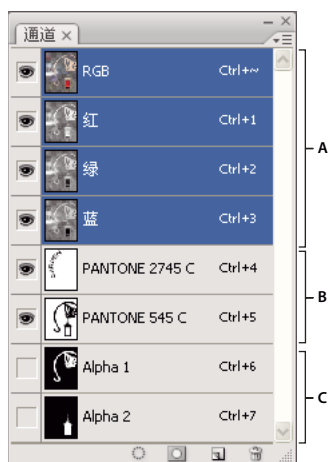 通道 ×
RGB Ctrl+~
红 Ctrl+1
A
绿 Ctrl+2
蓝 Ctrl+3
PANTONE 2745 C Ctrl+4
B
PANTONE 545 C Ctrl+5
Alpha 1 Ctrl+6
C
Alpha 2 Ctrl+7